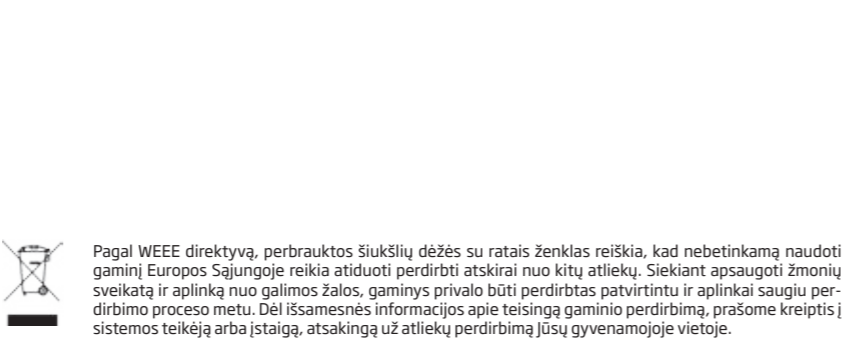 Pagal WEEE direktyvą, perbrauktos šiukšlių dėžės su ratais ženklas reiškia, kad nebetinkamą naudoti
gaminį Europos Sąjungoje reikia atiduoti perdirbti atskirai nuo kitų atliekų. Siekiant apsaugoti žmonių
sveikatą ir aplinką nuo galimos žalos, gaminys privalo būti perdirbtas patvirtintu ir aplinkai saugiu per-
dirbimo proceso metu. Dėl išsamesnės informacijos apie teisingą gaminio perdirbimą, prašome kreiptis į
sistemos teikėją arba įstaigą, atsakingą už atliekų perdirbimą Jūsų gyvenamojoje vietoje.